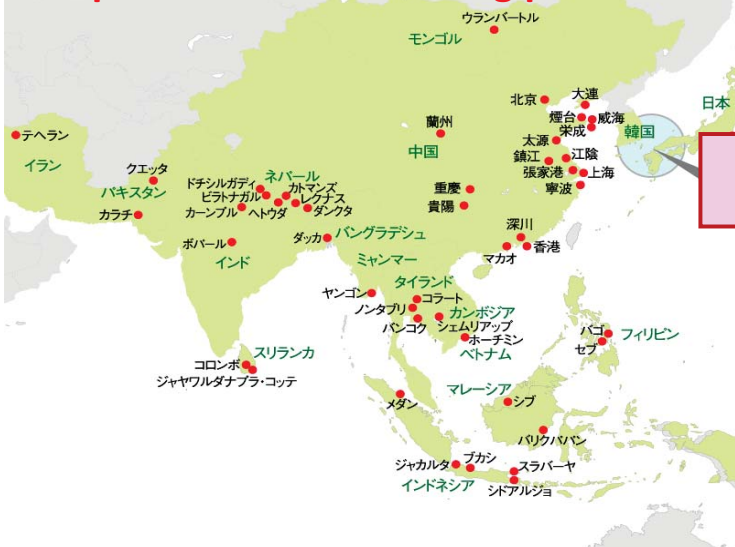 ウランバートル
モンゴル
北京
大連
日本
煙台
威海
栄成
韓国
蘭州
太原
中国
鎮江
江陰
張家港
上海
寧波
テヘラン
イラン
クエッタ
パキスタン
カラチ
ネパール
ドチシルガディ
カトマンズ
ビラトナガル
レクナス
カーンプル
ヘトウダ
ダンクタ
重慶
貴陽
深川
香港
マカオ
ボパール
インド
ダッカ
バングラデシュ
ミャンマー
ヤンゴン
タイランド
コラート
ノンタブリ
カンボジア
シェムリアップ
バンコク
ホーチミン
ベトナム
バゴ
フィリピン
セブ
コロンボ
スリランカ
ジャヤワルダナプラ・コッテ
マレーシア
メダン
シブ
バリクパパン
ジャカルタ
ブカシ
スラバーヤ
インドネシア
シドアルジョ